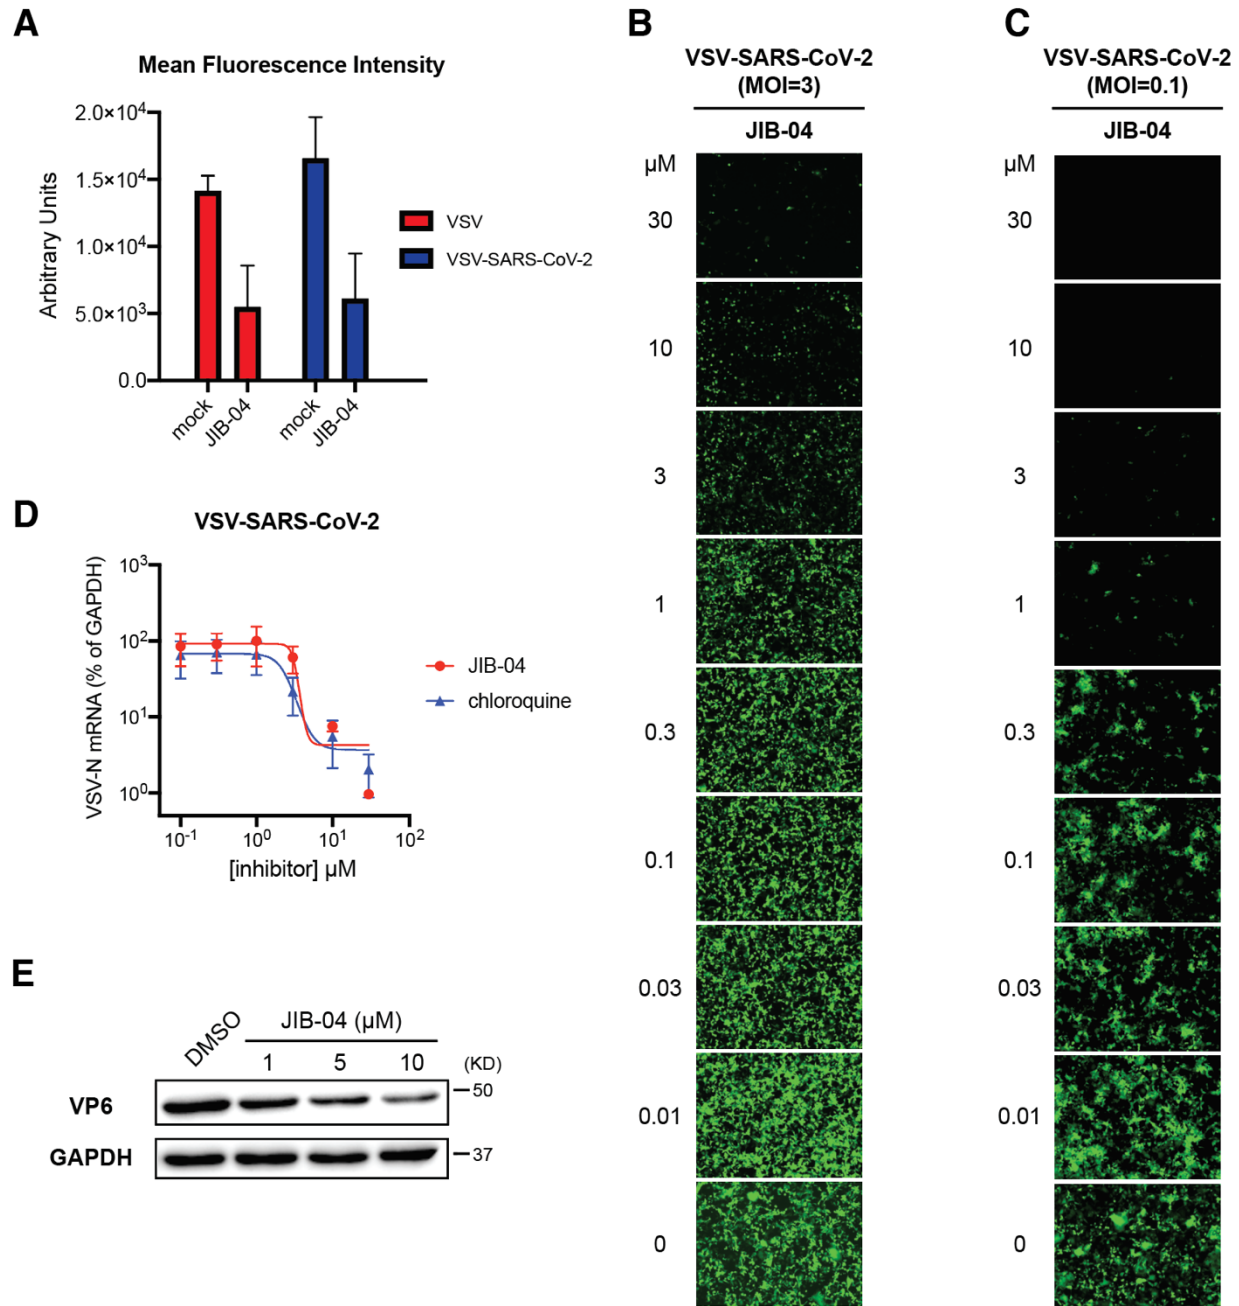 A
Mean Fluorescence Intensity
Arbitrary Units
2.0×10⁴
1.5×10⁴
1.0×10⁴
5.0×10³
0.0
mock
JIB-04
mock
JIB-04
VSV
VSV-SARS-CoV-2
B
VSV-SARS-CoV-2
(MOI=3)
JIB-04
µM
30
10
3
1
0.3
0.1
0.03
0.01
0
C
VSV-SARS-CoV-2
(MOI=0.1)
JIB-04
µM
30
10
3
1
0.3
0.1
0.03
0.01
0
D
VSV-SARS-CoV-2
VSV-N mRNA (% of GAPDH)
10³
10²
10¹
10⁰
10⁻¹
10⁰
10¹
10²
[inhibitor] µM
JIB-04
chloroquine
E
DMSO
JIB-04 (µM)
1
5
10
(KD)
VP6
50
GAPDH
37